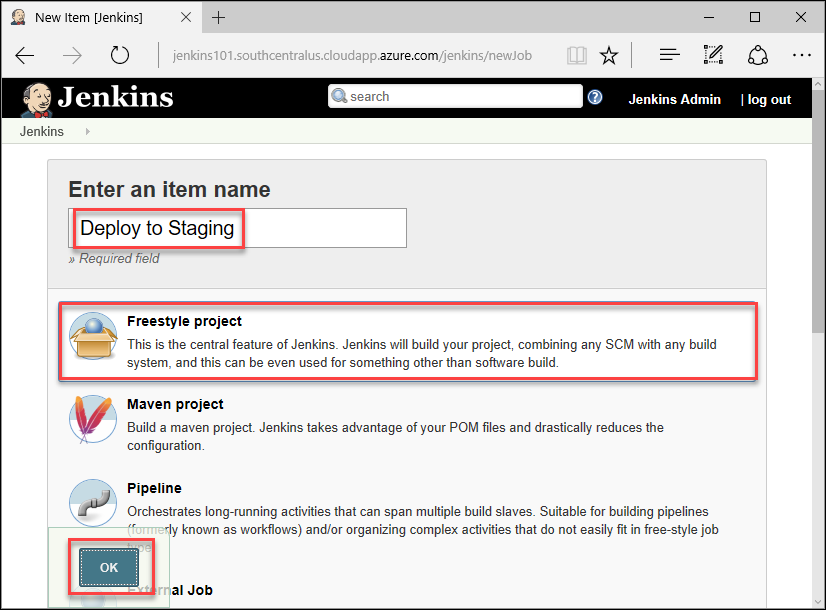 New Item [Jenkins]
jenkins101.southcentralus.cloudapp.azure.com/jenkins/newJob
Jenkins
search
Jenkins Admin
| log out
Jenkins
Enter an item name
Deploy to Staging
» Required field
Freestyle project
This is the central feature of Jenkins. Jenkins will build your project, combining any SCM with any build
system, and this can be even used for something other than software build.
Maven project
Build a maven project. Jenkins takes advantage of your POM files and drastically reduces the
configuration.
Pipeline
Orchestrates long-running activities that can span multiple build slaves. Suitable for building pipelines
(formerly known as workflows) and/or organizing complex activities that do not easily fit in free-style job
type.
OK
External Job